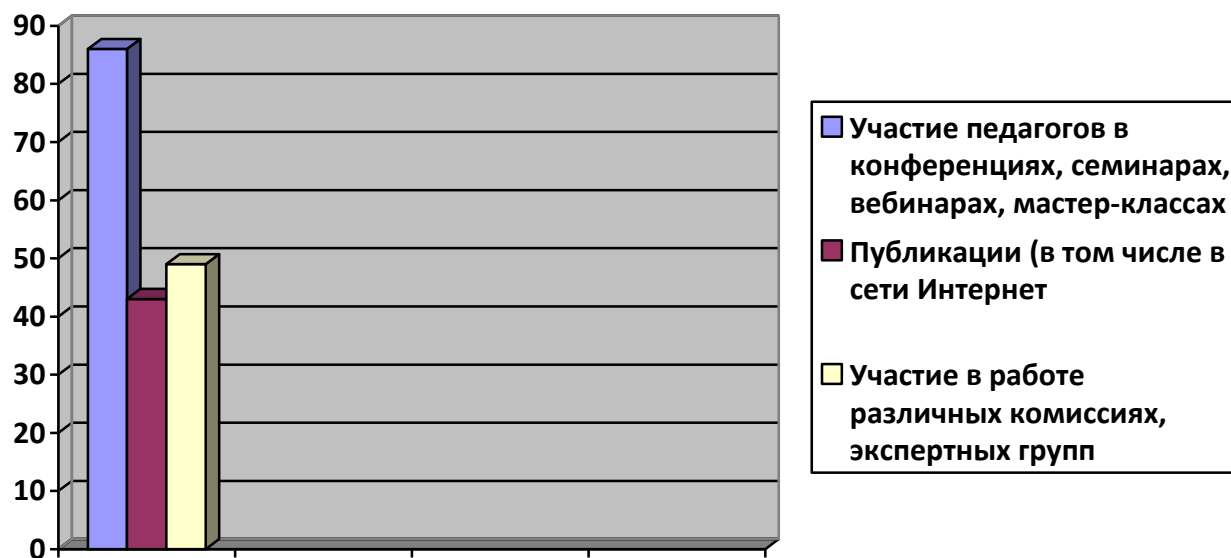 90
80
70
60
50
40
30
20
10
0
Участие педагогов в
конференциях, семинарах,
вебинарах, мастер-классах
Публикации (в том числе в
сети Интернет
Участие в работе
различных комиссиях,
экспертных групп